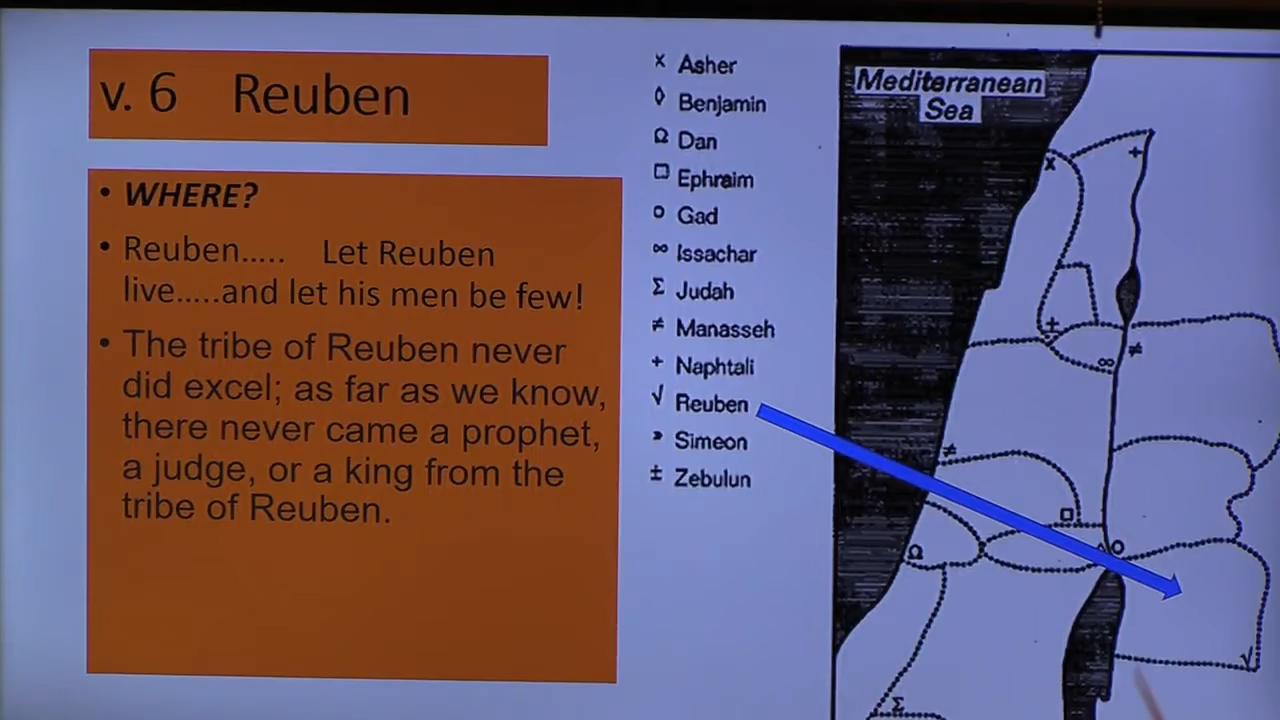 v. 6 Reuben
• WHERE?
• Reuben..... Let Reuben
live.....and let his men be few!
• The tribe of Reuben never
did excel; as far as we know,
there never came a prophet,
a judge, or a king from the
tribe of Reuben.
x Asher
◊ Benjamin
Ω Dan
□ Ephraim
o Gad
∞ Issachar
Σ Judah
≠ Manasseh
+ Naphtali
√ Reuben
Simeon
± Zebulun
Mediterranean
Sea
x
+
±
∞
≠
≠
□
Ω
o
√
Σ